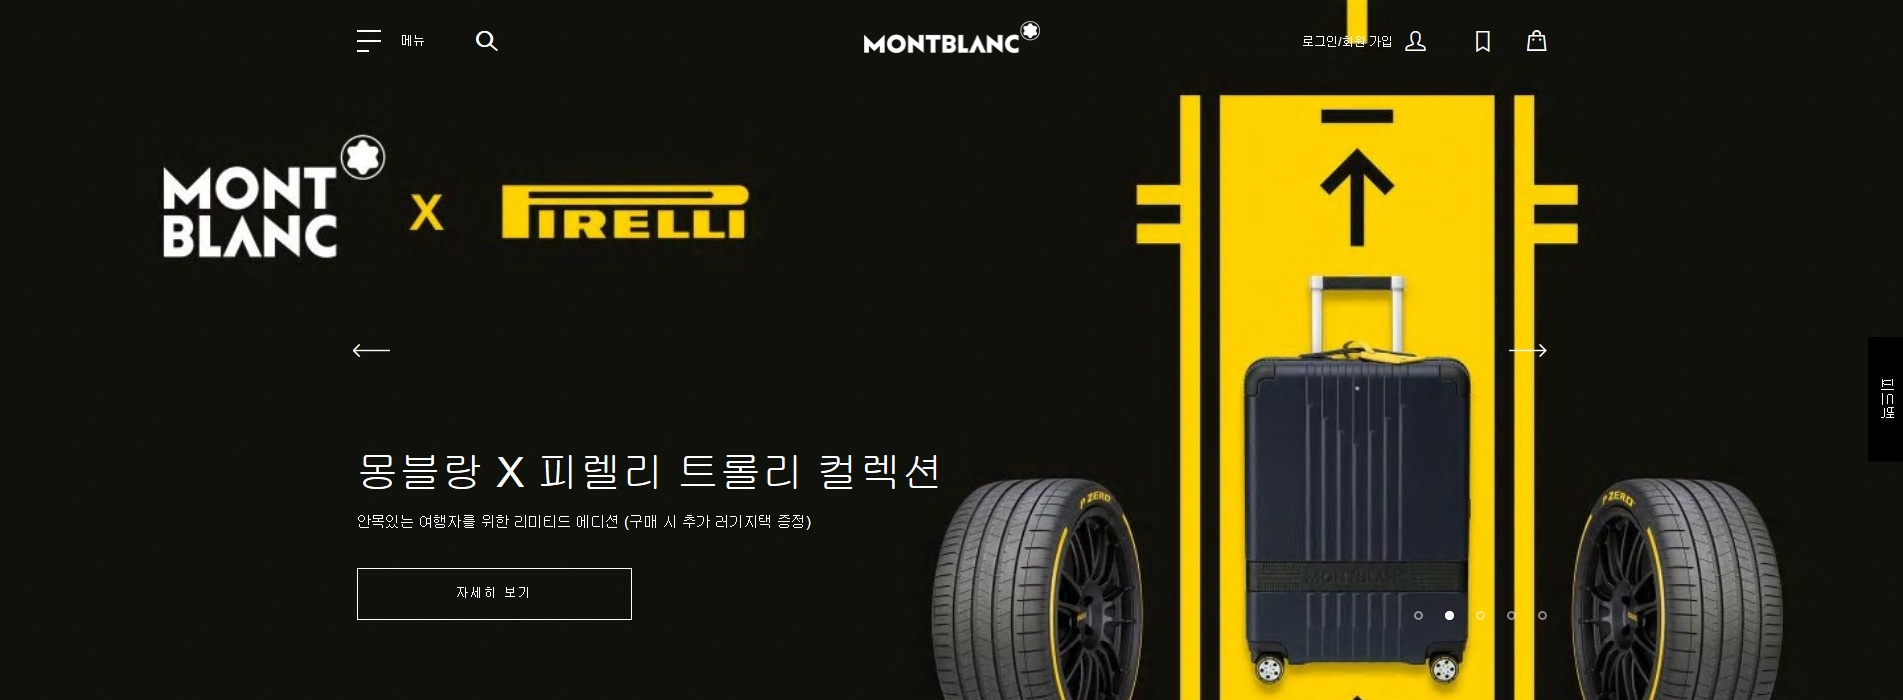 메뉴
MONTBLANC
로그인/회원 가입
MONT
BLANC
X
PIRELLI
몽블랑 X 피렐리 트롤리 컬렉션
안목있는 여행자를 위한 리미티드 에디션 (구매 시 추가 러기지택 증정)
자세히 보기
P ZERO
MONTBLANC
P ZERO
피드백